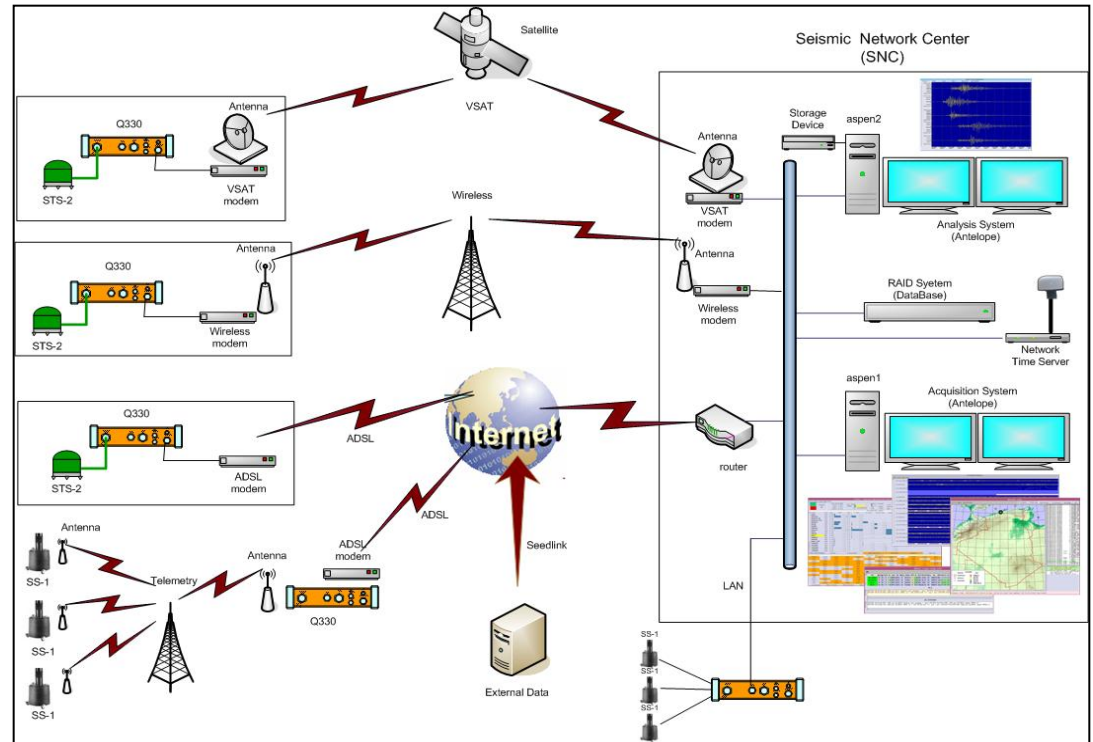 Satellite
VSAT
Seismic Network Center
(SNC)
Antenna
Q330
STS-2
VSAT
modem
Antenna
VSAT
modem
Storage
Device
aspen2
Analysis System
(Antelope)
Wireless
Antenna
Q330
STS-2
Wireless
modem
Antenna
Wireless
modem
RAID Syetem
(DataBase)
Network
Time Server
Q330
STS-2
ADSL
modem
ADSL
Internet
router
aspen1
Acquisition System
(Antelope)
ADSL
Seedlink
Antenna
SS-1
SS-1
SS-1
Telemetry
Antenna
ADSL
modem
Q330
External Data
LAN
SS-1
SS-1
SS-1